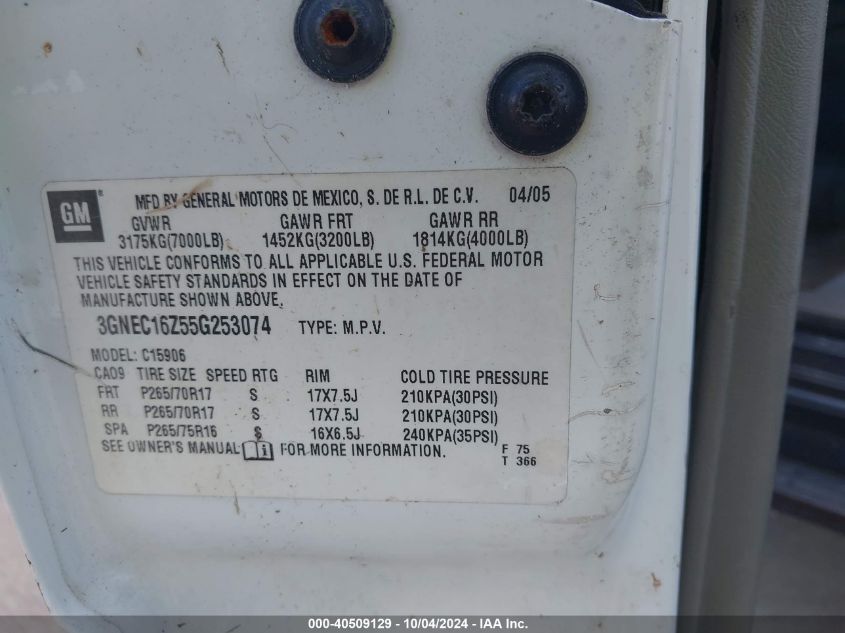 GM®
MFD BY GENERAL MOTORS DE MEXICO, S. DE R.L. DE C.V. 04/05
GVWR GAWR FRT GAWR RR
3175KG(7000LB) 1452KG(3200LB) 1814KG(4000LB)
THIS VEHICLE CONFORMS TO ALL APPLICABLE U.S. FEDERAL MOTOR
VEHICLE SAFETY STANDARDS IN EFFECT ON THE DATE OF
MANUFACTURE SHOWN ABOVE.
3GNEC16Z55G253074 TYPE: M.P.V.
MODEL: C15906
CA09 TIRE SIZE SPEED RTG RIM COLD TIRE PRESSURE
FRT P265/70R17 S 17X7.5J 210KPA(30PSI)
RR P265/70R17 S 17X7.5J 210KPA(30PSI)
SPA P265/75R16 S 16X6.5J 240KPA(35PSI)
SEE OWNER'S MANUAL i FOR MORE INFORMATION. F 75
T 366
000-40509129 - 10/04/2024 - IAA Inc.